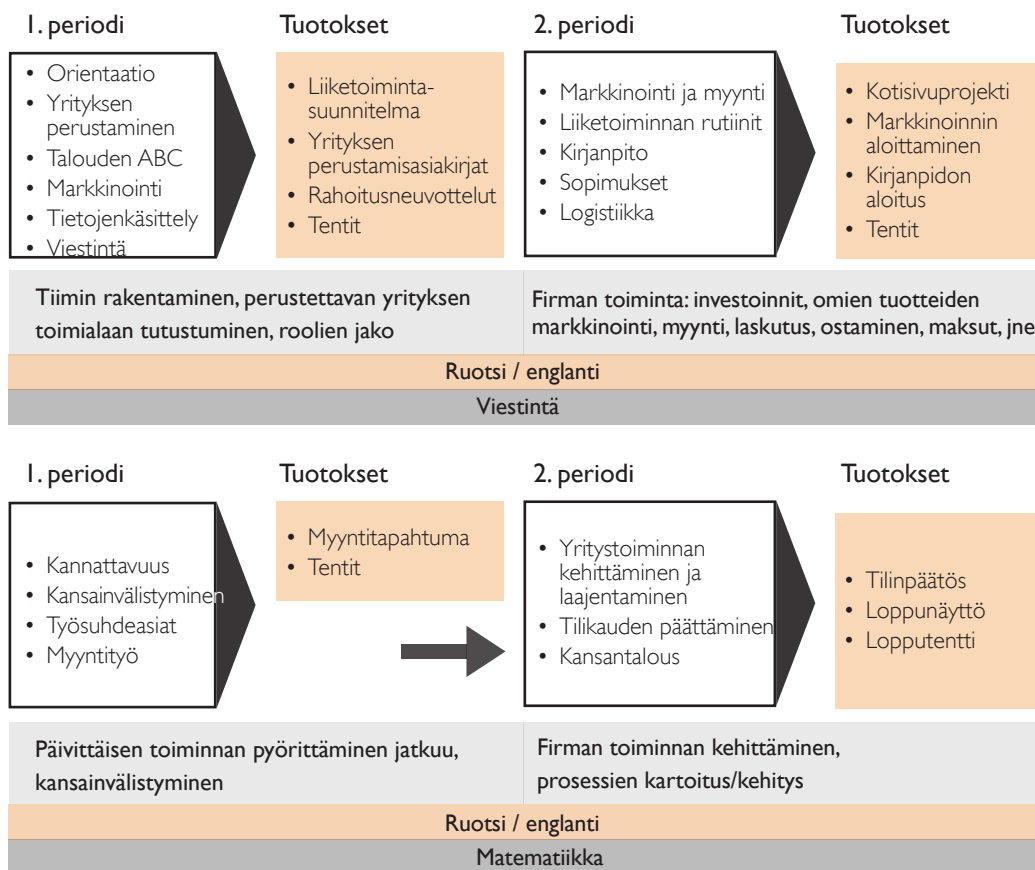 1. periodi
Tuotokset
2. periodi
Tuotokset
• Orientaatio
• Yrityksen
perustaminen
• Talouden ABC
• Markkinointi
• Tietojenkäsittely
• Viestintä
• Liiketoiminta-
suunnitelma
• Yrityksen
perustamisasiakirjat
• Rahoitusneuvottelut
• Tentit
• Markkinointi ja myynti
• Liiketoiminnan rutiinit
• Kirjanpito
• Sopimukset
• Logistiikka
• Kotisivuprojekti
• Markkinoinnin
aloittaminen
• Kirjanpidon
aloitus
• Tentit
Tiimin rakentaminen, perustettavan yrityksen
toimialaan tutustuminen, roolien jako
Firman toiminta: investoinnit, omien tuotteiden
markkinointi, myynti, laskutus, ostaminen, maksut, jne
Ruotsi / englanti
Viestintä
1. periodi
Tuotokset
2. periodi
Tuotokset
• Kannattavuus
• Kansainvälistyminen
• Työsuhdeasiat
• Myyntityö
• Myyntitapahtuma
• Tentit
• Yritystoiminnan
kehittäminen ja
laajentaminen
• Tilikauden päättäminen
• Kansantalous
• Tilinpäätös
• Loppunäyttö
• Lopputentti
Päivittäisen toiminnan pyörittäminen jatkuu,
kansainvälistyminen
Firman toiminnan kehittäminen,
prosessien kartoitus/kehitys
Ruotsi / englanti
Matematiikka